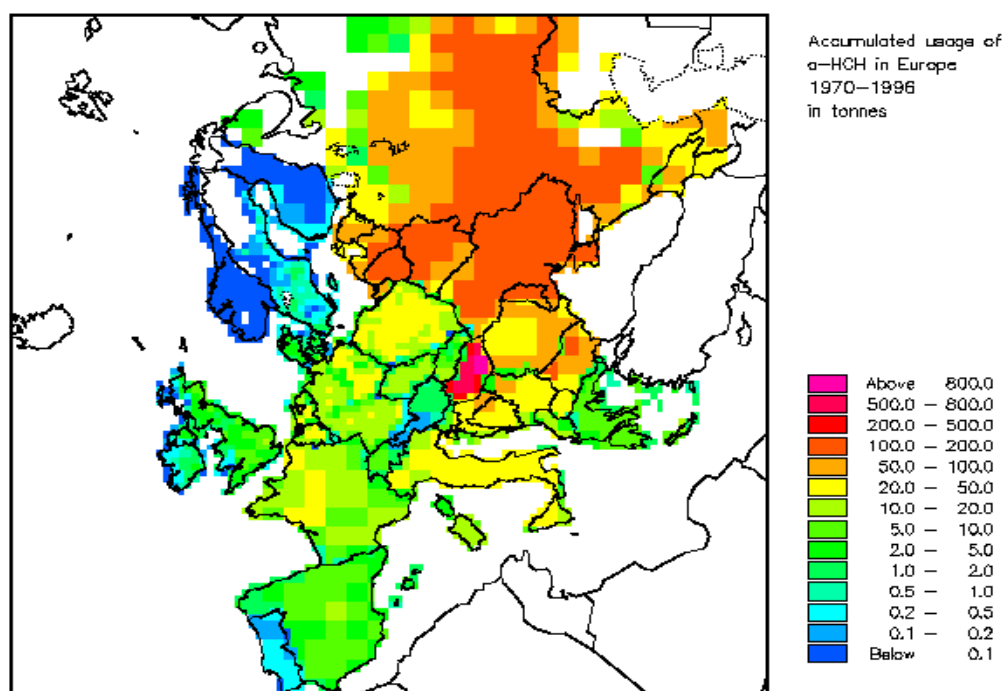 Accumulated usage of
α-HCH in Europe
1970-1996
in tonnes
Above 800.0
500.0 - 800.0
200.0 - 500.0
100.0 - 200.0
50.0 - 100.0
20.0 - 50.0
10.0 - 20.0
5.0 - 10.0
2.0 - 5.0
1.0 - 2.0
0.5 - 1.0
0.2 - 0.5
0.1 - 0.2
Below 0.1